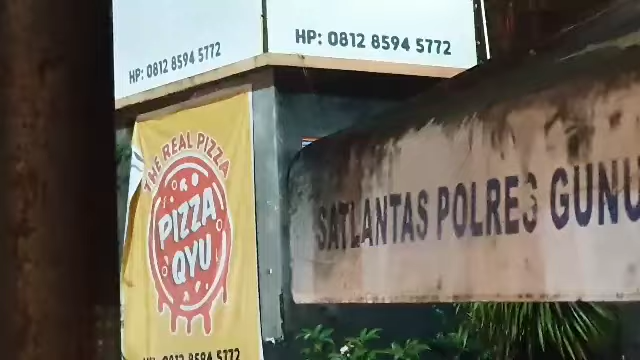 HP: 0812 8594 5772
HP: 0812 8594 5772
THE REAL PIZZA
PIZZA
QYU
0812 8594 5772
SATLANTAS POLRES GUNU